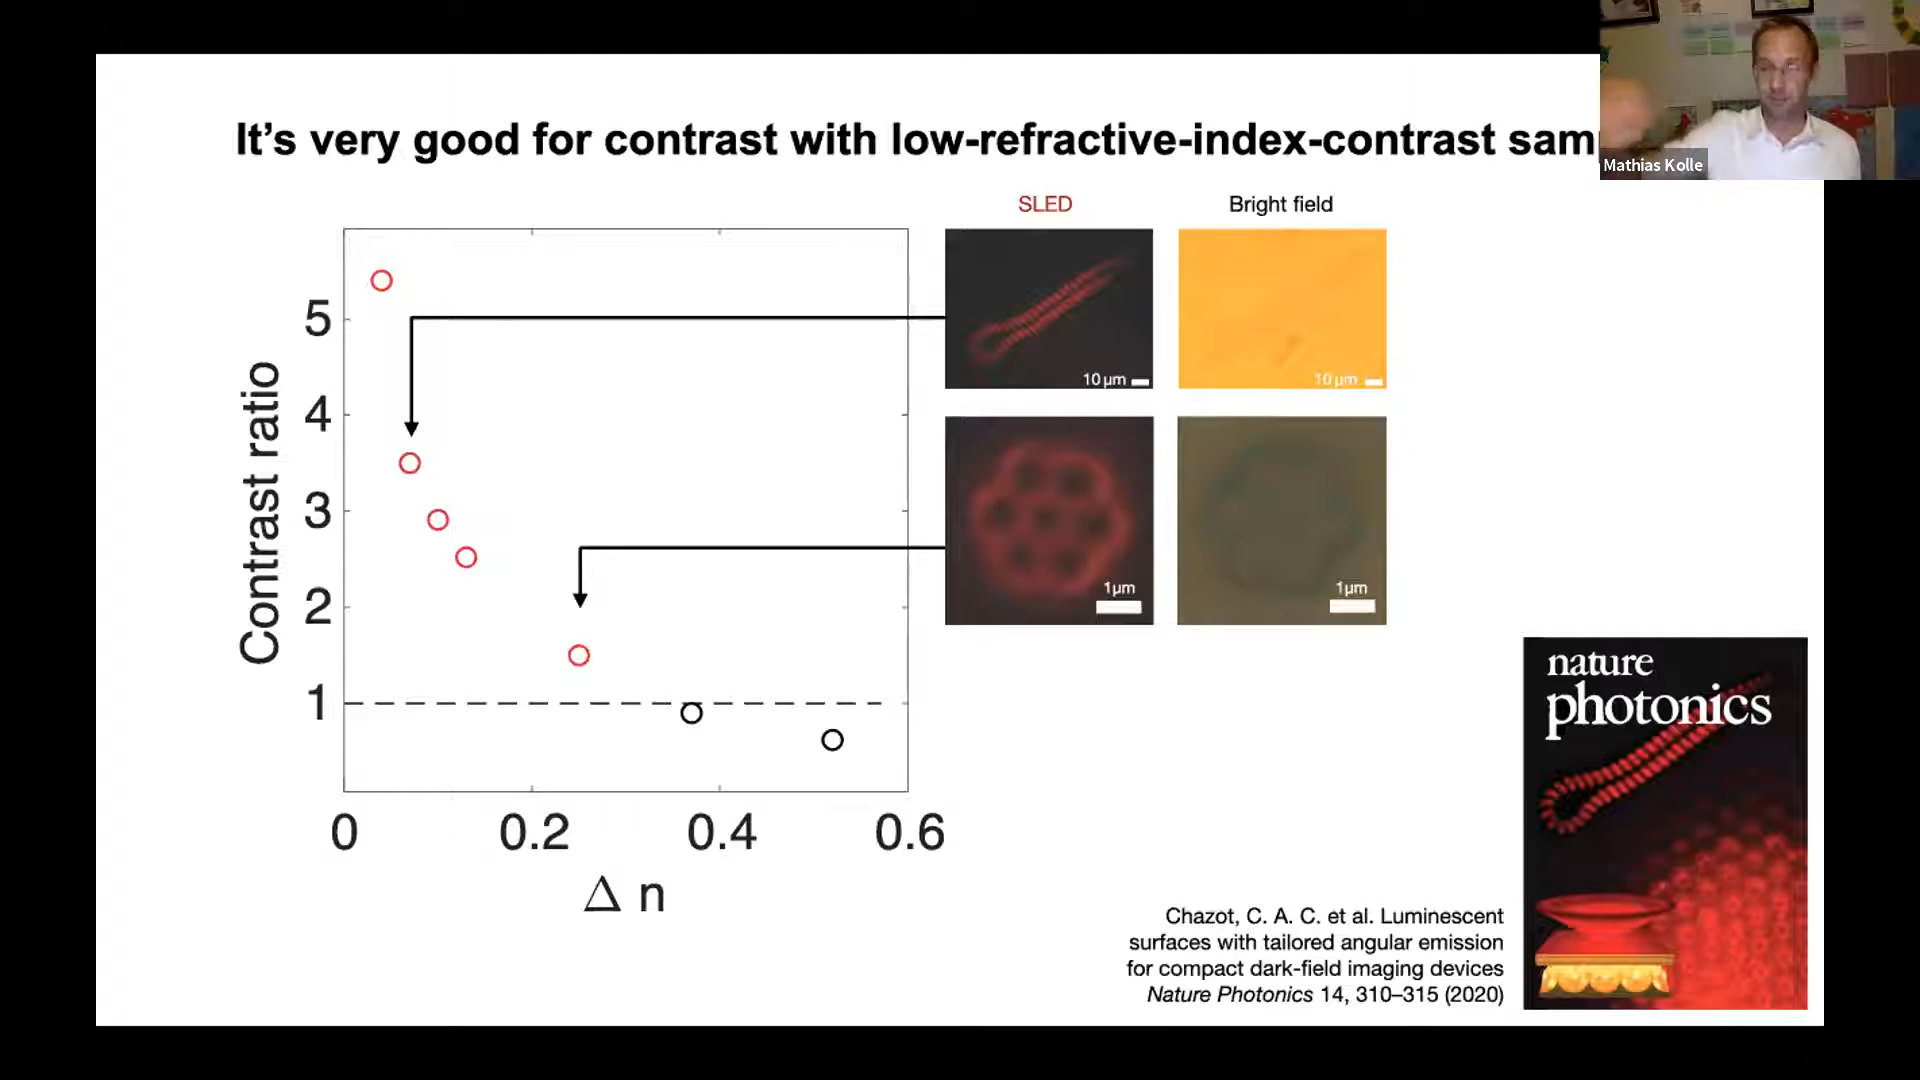 It’s very good for contrast with low-refractive-index-contrast
Mathias Kolle
SLED
Bright field
5
4
3
2
1
Contrast ratio
0
0.2
0.4
0.6
Δ n
10 µm
10 µm
1µm
1µm
nature
photonics
Chazot, C. A. C. et al. Luminescent
surfaces with tailored angular emission
for compact dark-field imaging devices
Nature Photonics 14, 310–315 (2020)